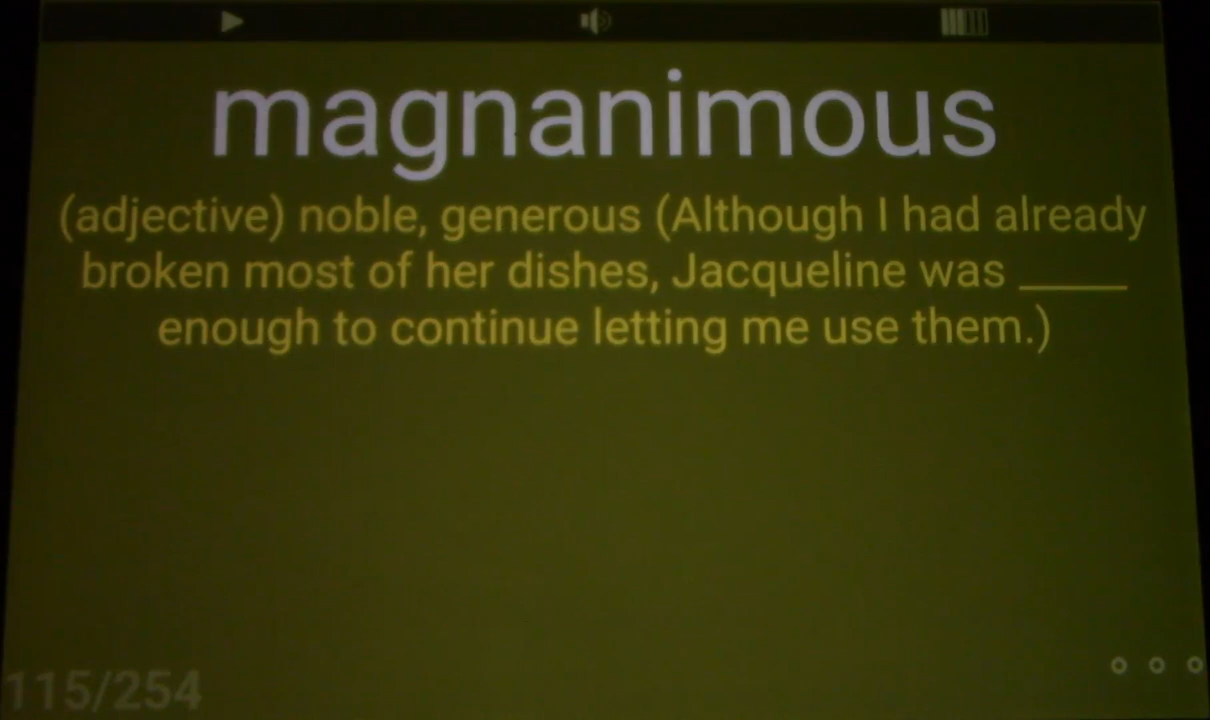 magnanimous
(adjective) noble, generous (Although I had already
broken most of her dishes, Jacqueline was _____
enough to continue letting me use them.)
115/254